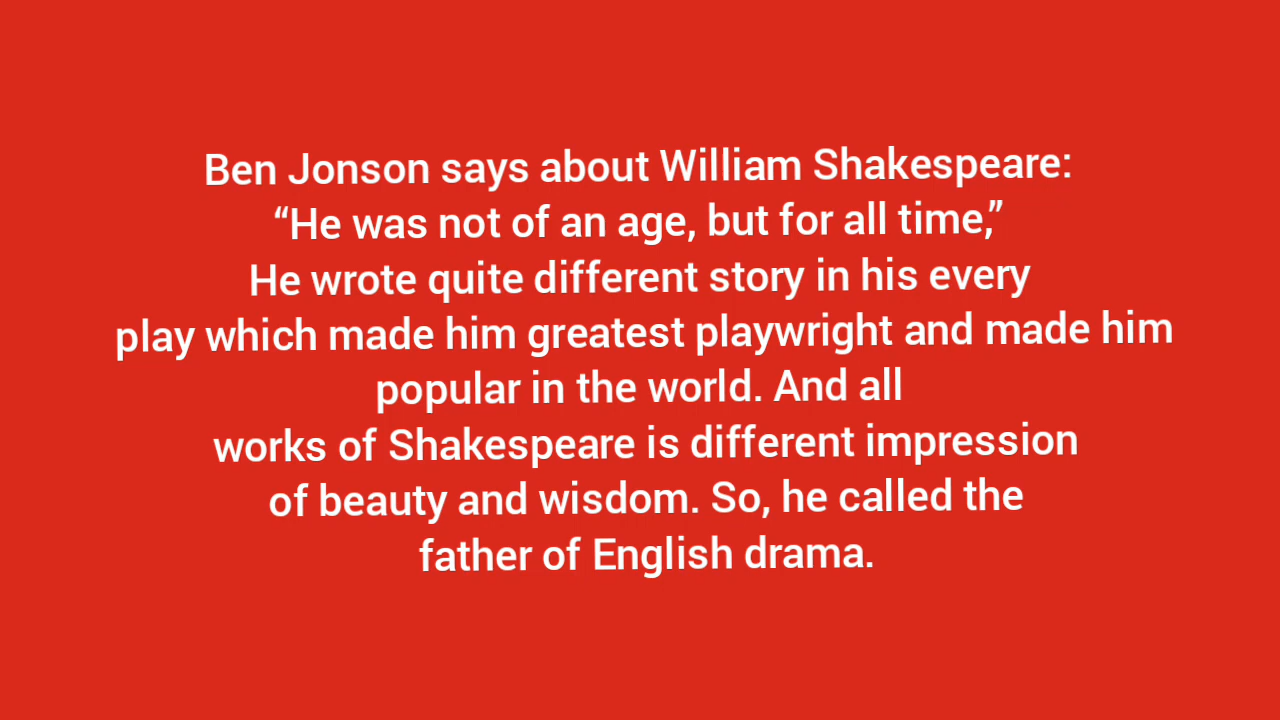 Ben Jonson says about William Shakespeare:
“He was not of an age, but for all time,”
He wrote quite different story in his every
play which made him greatest playwright and made him
popular in the world. And all
works of Shakespeare is different impression
of beauty and wisdom. So, he called the
father of English drama.